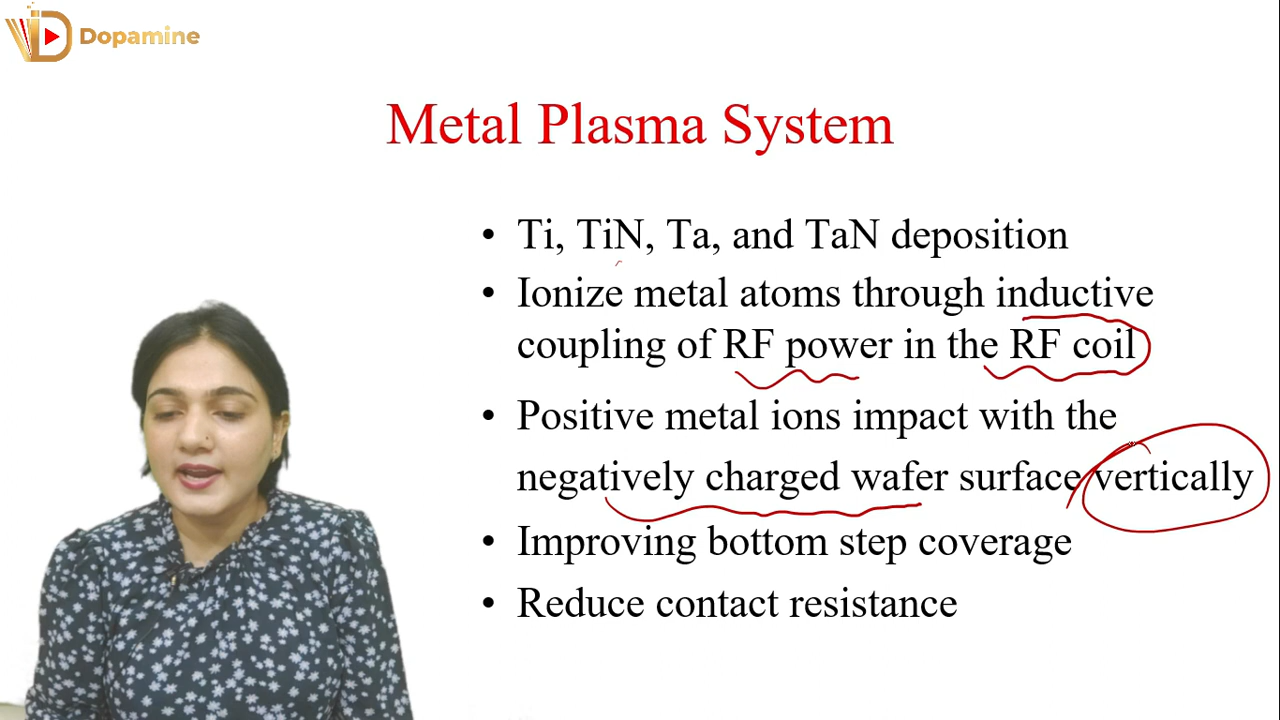 Dopamine
Metal Plasma System
• Ti, TiN, Ta, and TaN deposition
• Ionize metal atoms through inductive
coupling of RF power in the RF coil
• Positive metal ions impact with the
negatively charged wafer surface vertically
• Improving bottom step coverage
• Reduce contact resistance